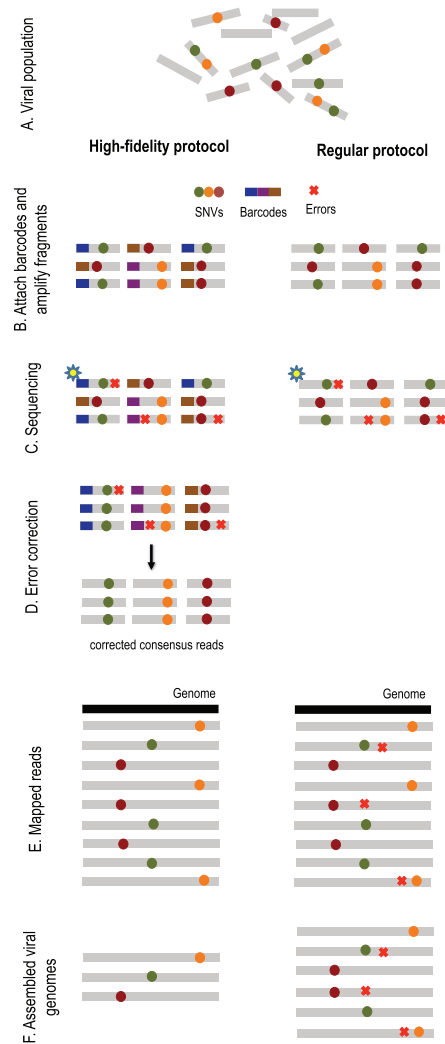 A. Viral population
High-fidelity protocol
Regular protocol
SNVs
Barcodes
Errors
B. Attach barcodes and
amplify fragments
C. Sequencing
D. Error correction
corrected consensus reads
Genome
Genome
E. Mapped reads
F. Assembled viral
genomes